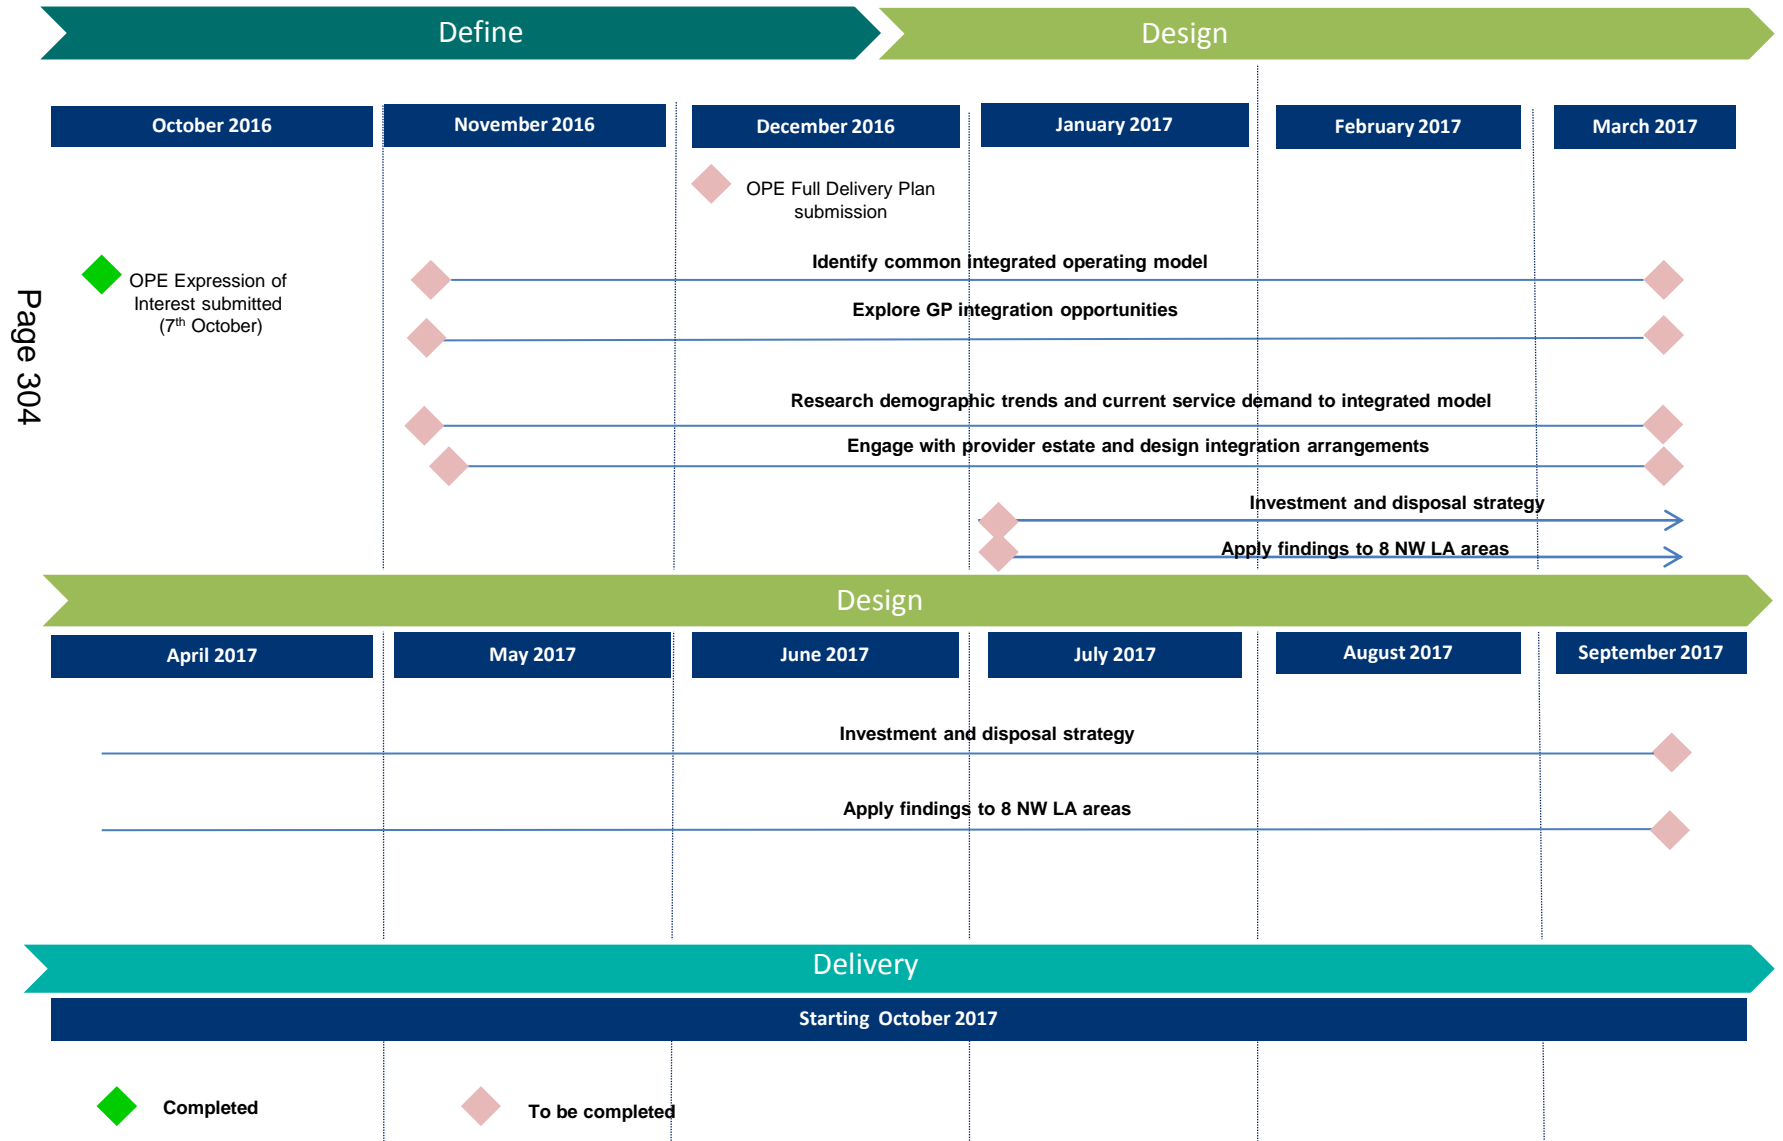 Define
Design
October 2016
November 2016
December 2016
January 2017
February 2017
March 2017
OPE Full Delivery Plan
submission
OPE Expression of
Interest submitted
(7th October)
Identify common integrated operating model
Explore GP integration opportunities
Research demographic trends and current service demand to integrated model
Engage with provider estate and design integration arrangements
Investment and disposal strategy
Apply findings to 8 NW LA areas
Page 304
Design
April 2017
May 2017
June 2017
July 2017
August 2017
September 2017
Investment and disposal strategy
Apply findings to 8 NW LA areas
Delivery
Starting October 2017
Completed
To be completed